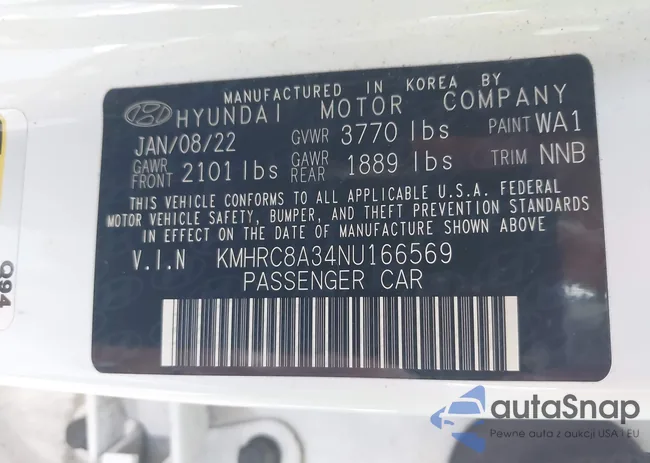 MANUFACTURED IN KOREA BY
HYUNDAI MOTOR COMPANY
JAN/08/22 GVWR 3770 lbs PAINT WA1
GAWR FRONT 2101 lbs GAWR REAR 1889 lbs TRIM NNB
THIS VEHICLE CONFORMS TO ALL APPLICABLE U.S.A. FEDERAL
MOTOR VEHICLE SAFETY, BUMPER, AND THEFT PREVENTION STANDARDS
IN EFFECT ON THE DATE OF MANUFACTURE SHOWN ABOVE
V.I.N KMHRC8A34NU166569
PASSENGER CAR
Q94
autaSnap
Pewne auta z aukcji USA i EU